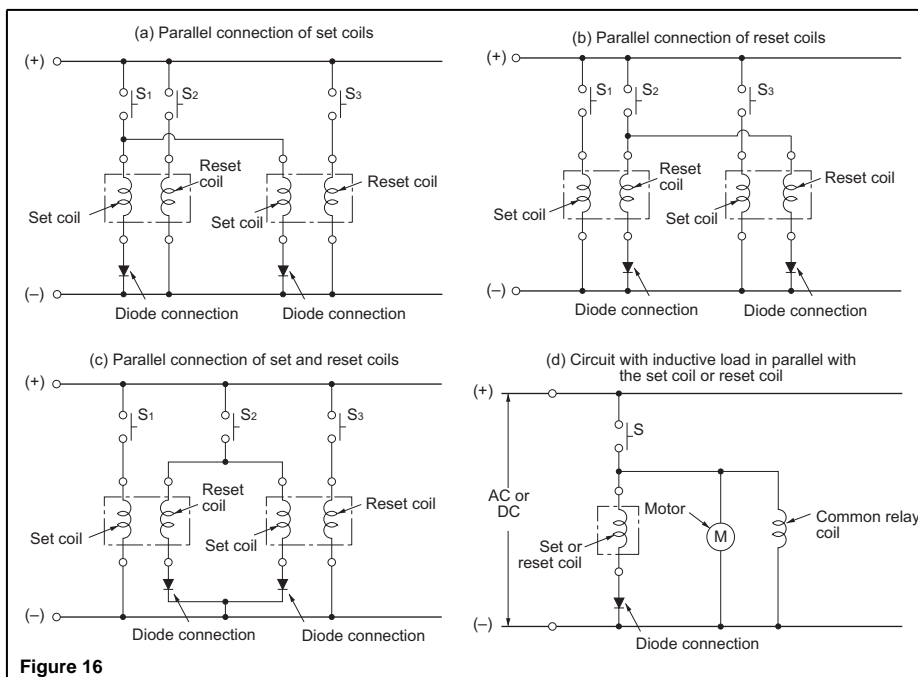 (a) Parallel connection of set coils
(+)
S1
S2
S3
Reset
coil
Reset coil
Set coil
Set coil
(–)
Diode connection
Diode connection
(b) Parallel connection of reset coils
(+)
S1
S2
S3
Reset
coil
Reset coil
Set coil
Set coil
(–)
Diode connection
Diode connection
(c) Parallel connection of set and reset coils
(+)
S1
S2
S3
Reset
coil
Reset coil
Set coil
Set coil
(–)
Diode connection
Diode connection
(d) Circuit with inductive load in parallel with
the set coil or reset coil
(+)
S
AC or
DC
Motor
M
Common relay
coil
Set or
reset coil
(–)
Diode connection
Figure 16